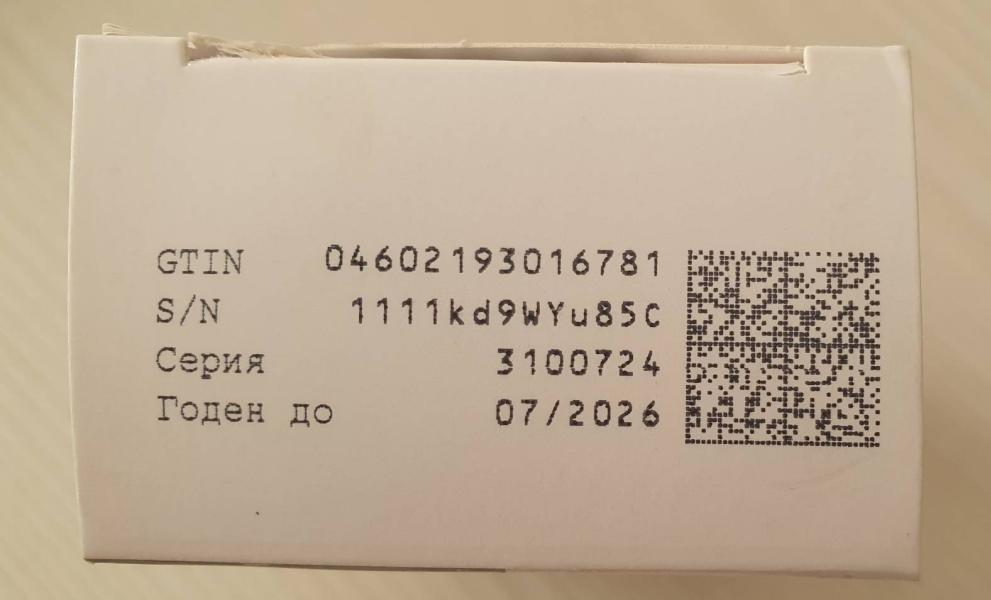 GTIN 04602193016781
S/N 1111kd9WYu85C
Серия 3100724
Годен до 07/2026